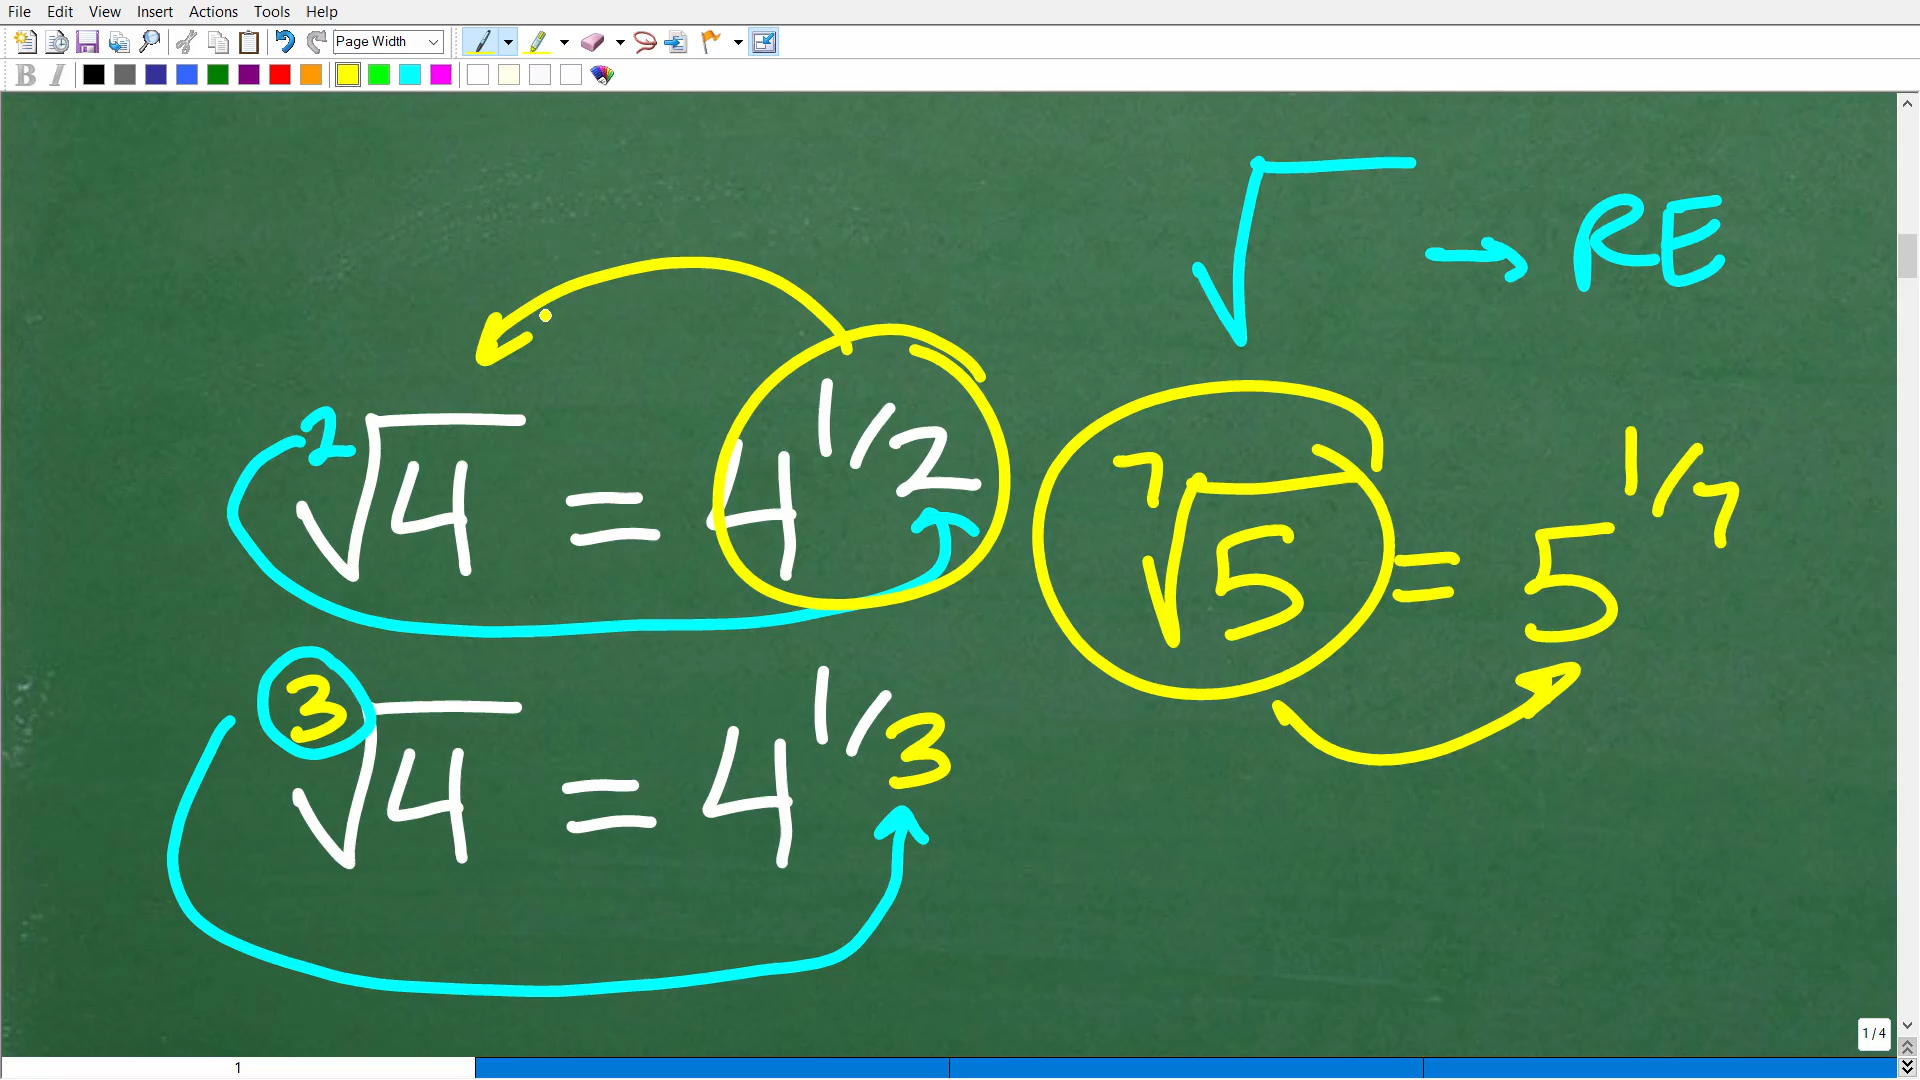 File Edit View Insert Actions Tools Help
Page Width
B I
√ → RE
²√4 = 4^1/2
⁷√5 = 5^1/7
³√4 = 4^1/3
1 / 4
1